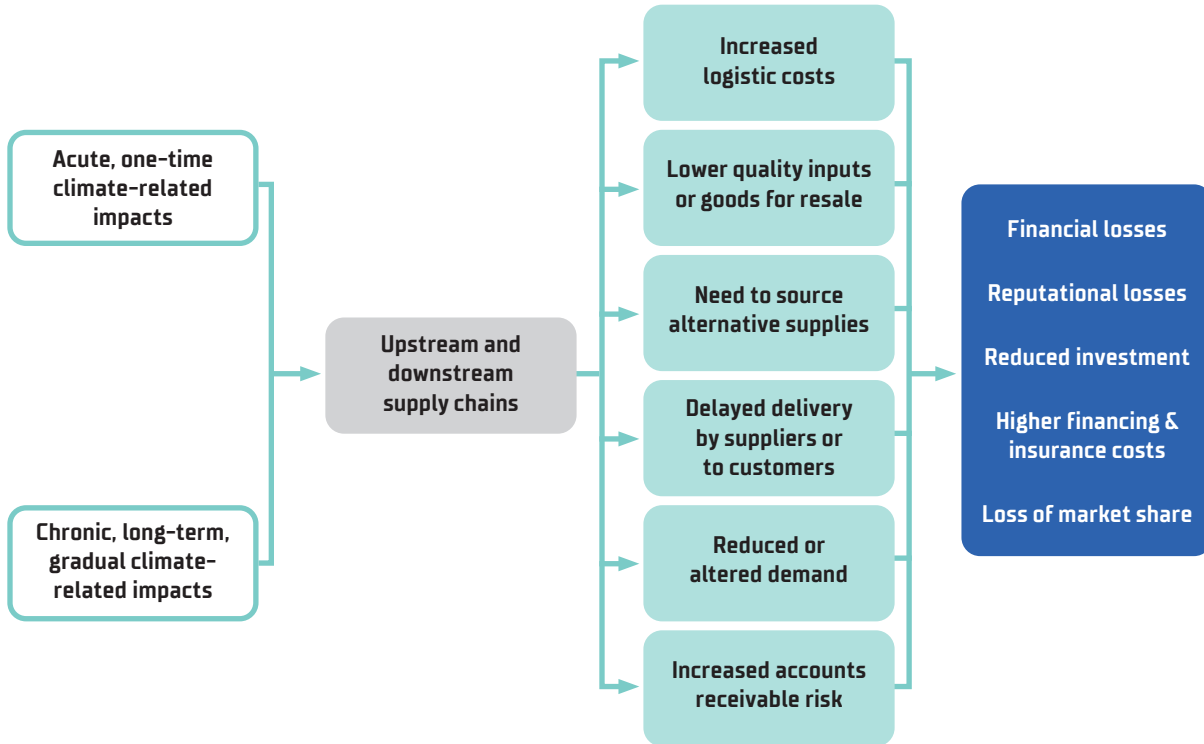 Acute, one-time
climate-related
impacts
Chronic, long-term,
gradual climate-
related impacts
Upstream and
downstream
supply chains
Increased
logistic costs
Lower quality inputs
or goods for resale
Need to source
alternative supplies
Delayed delivery
by suppliers or
to customers
Reduced or
altered demand
Increased accounts
receivable risk
Financial losses
Reputational losses
Reduced investment
Higher financing &
insurance costs
Loss of market share